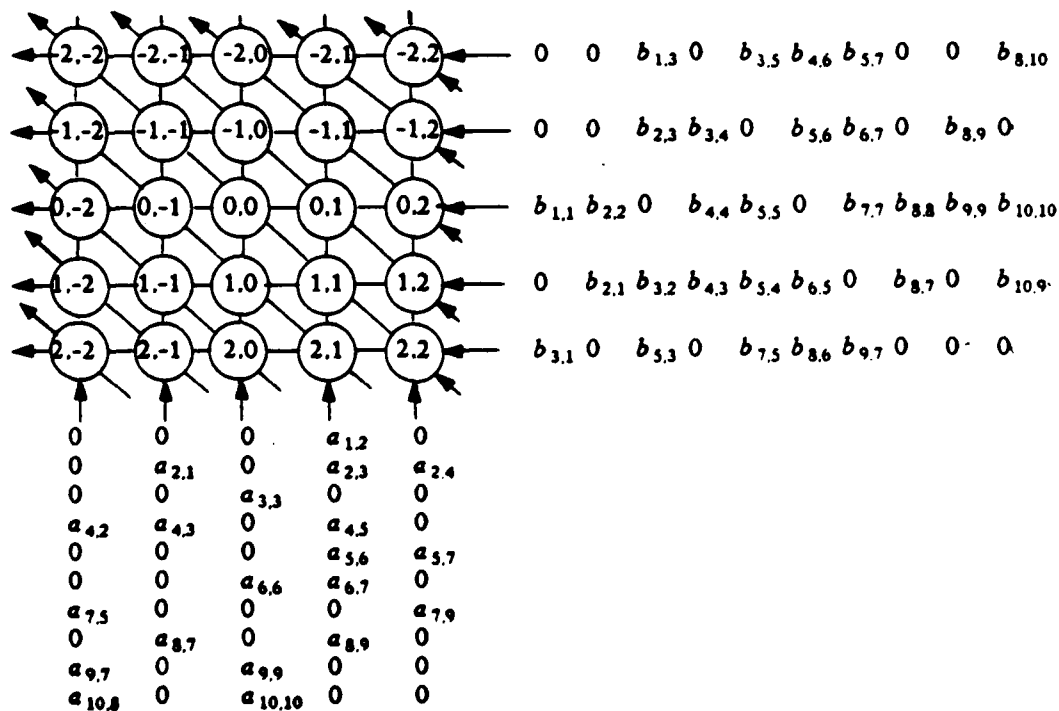 -2,-2 -2,-1 -2,0 -2,1 -2,2 0 0 b1,3 0 b3,5 b4,6 b5,7 0 0 b8,10
-1,-2 -1,-1 -1,0 -1,1 -1,2 0 0 b2,3 b3,4 0 b5,6 b6,7 0 b8,9 0
0,-2 0,-1 0,0 0,1 0,2 b1,1 b2,2 0 b4,4 b5,5 0 b7,7 b8,8 b9,9 b10,10
1,-2 1,-1 1,0 1,1 1,2 0 b2,1 b3,2 b4,3 b5,4 b6,5 0 b8,7 0 b10,9
2,-2 2,-1 2,0 2,1 2,2 b3,1 0 b5,3 0 b7,5 b8,6 b9,7 0 0 0
0 0 0 a1,2 0
0 a2,1 0 a2,3 a2,4
0 0 a3,3 0 0
a4,2 a4,3 0 a4,5 0
0 0 0 a5,6 a5,7
0 0 a6,6 a6,7 0
a7,5 0 0 0 a7,9
0 a8,7 0 a8,9 0
a9,7 0 a9,9 0 0
a10,8 0 a10,10 0 0